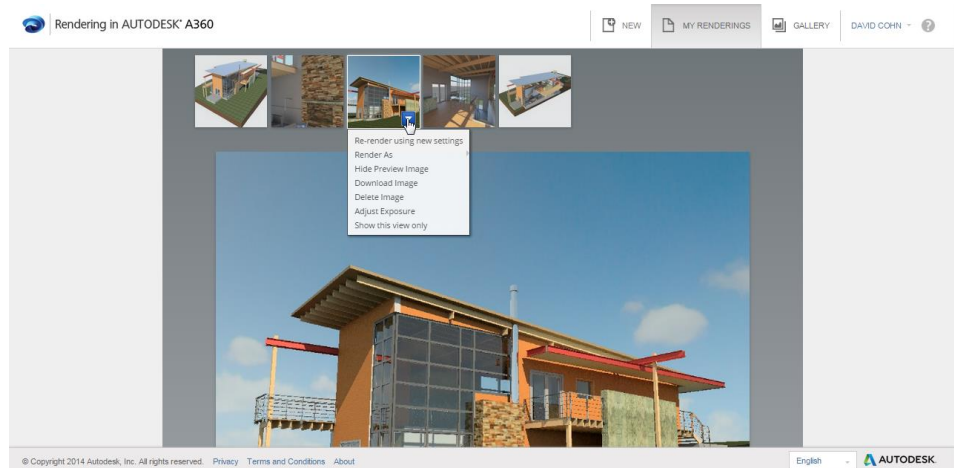 Rendering in AUTODESK® A360
NEW
MY RENDERINGS
GALLERY
DAVID COHN
?
Re-render using new settings
Render As
Hide Preview Image
Download Image
Delete Image
Adjust Exposure
Show this view only
© Copyright 2014 Autodesk, Inc. All rights reserved. Privacy Terms and Conditions About
English
AUTODESK.